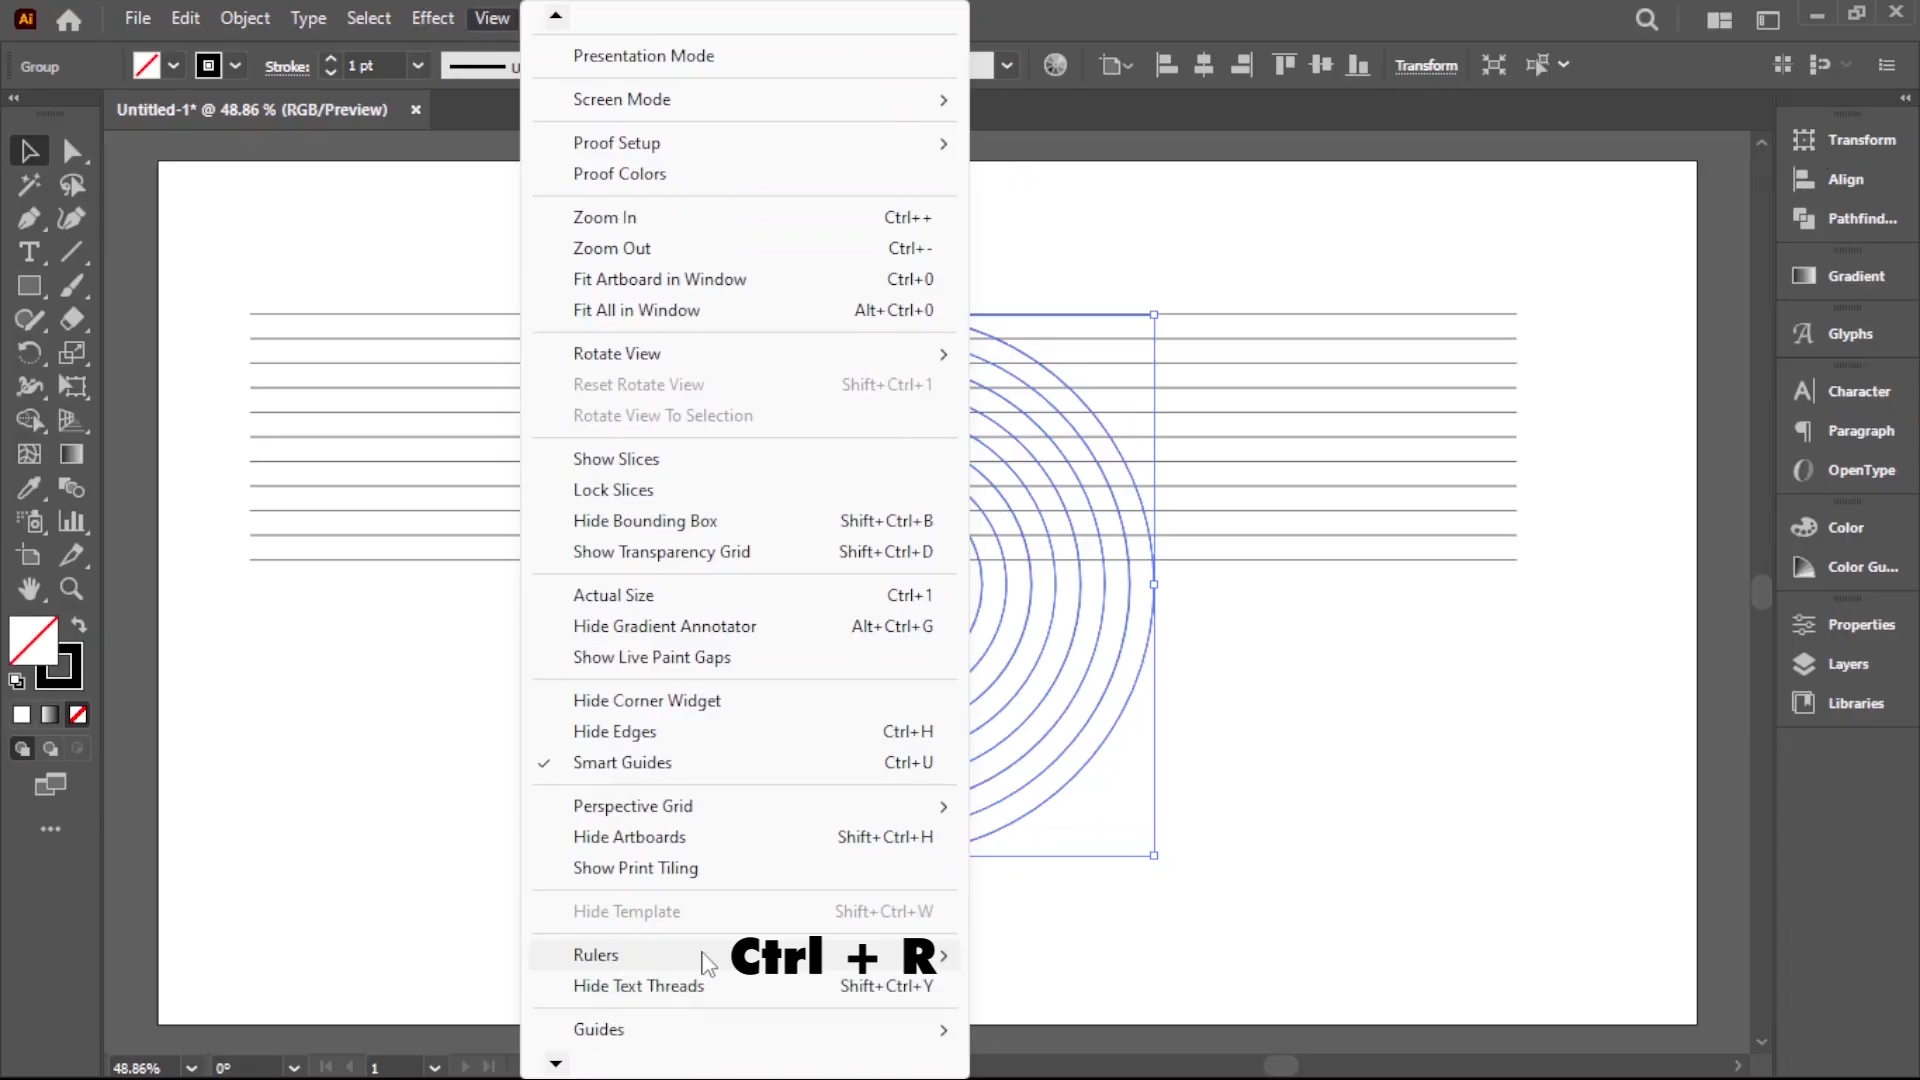 Ai
File Edit Object Type Select Effect View
Group
Stroke: 1 pt
Transform
Untitled-1* @ 48.86 % (RGB/Preview) ×
Presentation Mode
Screen Mode
Proof Setup
Proof Colors
Zoom In Ctrl++
Zoom Out Ctrl+-
Fit Artboard in Window Ctrl+0
Fit All in Window Alt+Ctrl+0
Rotate View
Reset Rotate View Shift+Ctrl+1
Rotate View To Selection
Show Slices
Lock Slices
Hide Bounding Box Shift+Ctrl+B
Show Transparency Grid Shift+Ctrl+D
Actual Size Ctrl+1
Hide Gradient Annotator Alt+Ctrl+G
Show Live Paint Gaps
Hide Corner Widget
Hide Edges Ctrl+H
Smart Guides Ctrl+U
Perspective Grid
Hide Artboards Shift+Ctrl+H
Show Print Tiling
Hide Template Shift+Ctrl+W
Rulers
Ctrl + R
Hide Text Threads Shift+Ctrl+Y
Guides
Transform
Align
Pathfind...
Gradient
Glyphs
Character
Paragraph
OpenType
Color
Color Gu...
Properties
Layers
Libraries
48.86% 0° 1